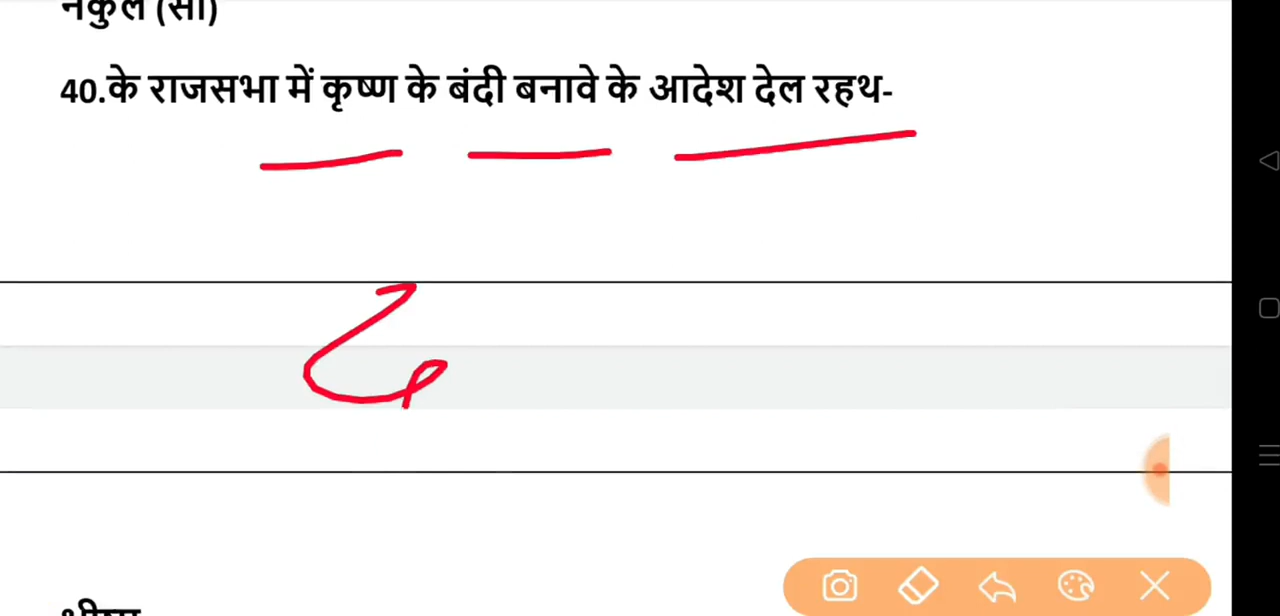 नकुल (सी)
40.के राजसभा में कृष्ण के बंदी बनावे के आदेश देल रहथ-